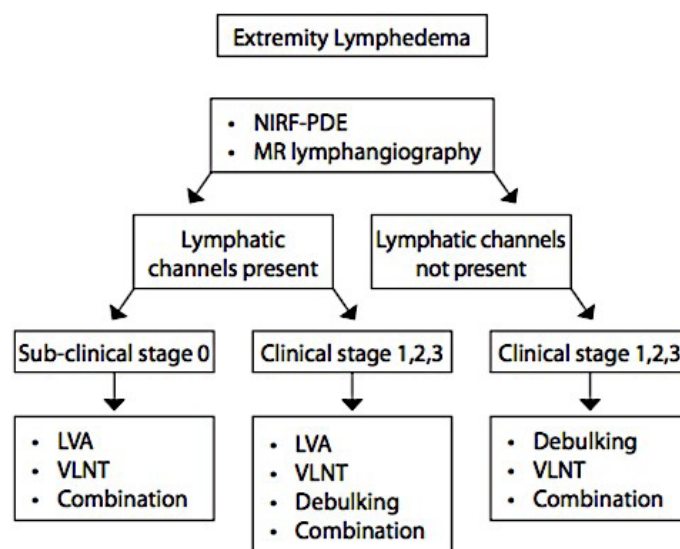 Extremity Lymphedema
• NIRF-PDE
• MR lymphangiography
Lymphatic
channels present
Lymphatic channels
not present
Sub-clinical stage 0
Clinical stage 1,2,3
Clinical stage 1,2,3
• LVA
• VLNT
• Combination
• LVA
• VLNT
• Debulking
• Combination
• Debulking
• VLNT
• Combination